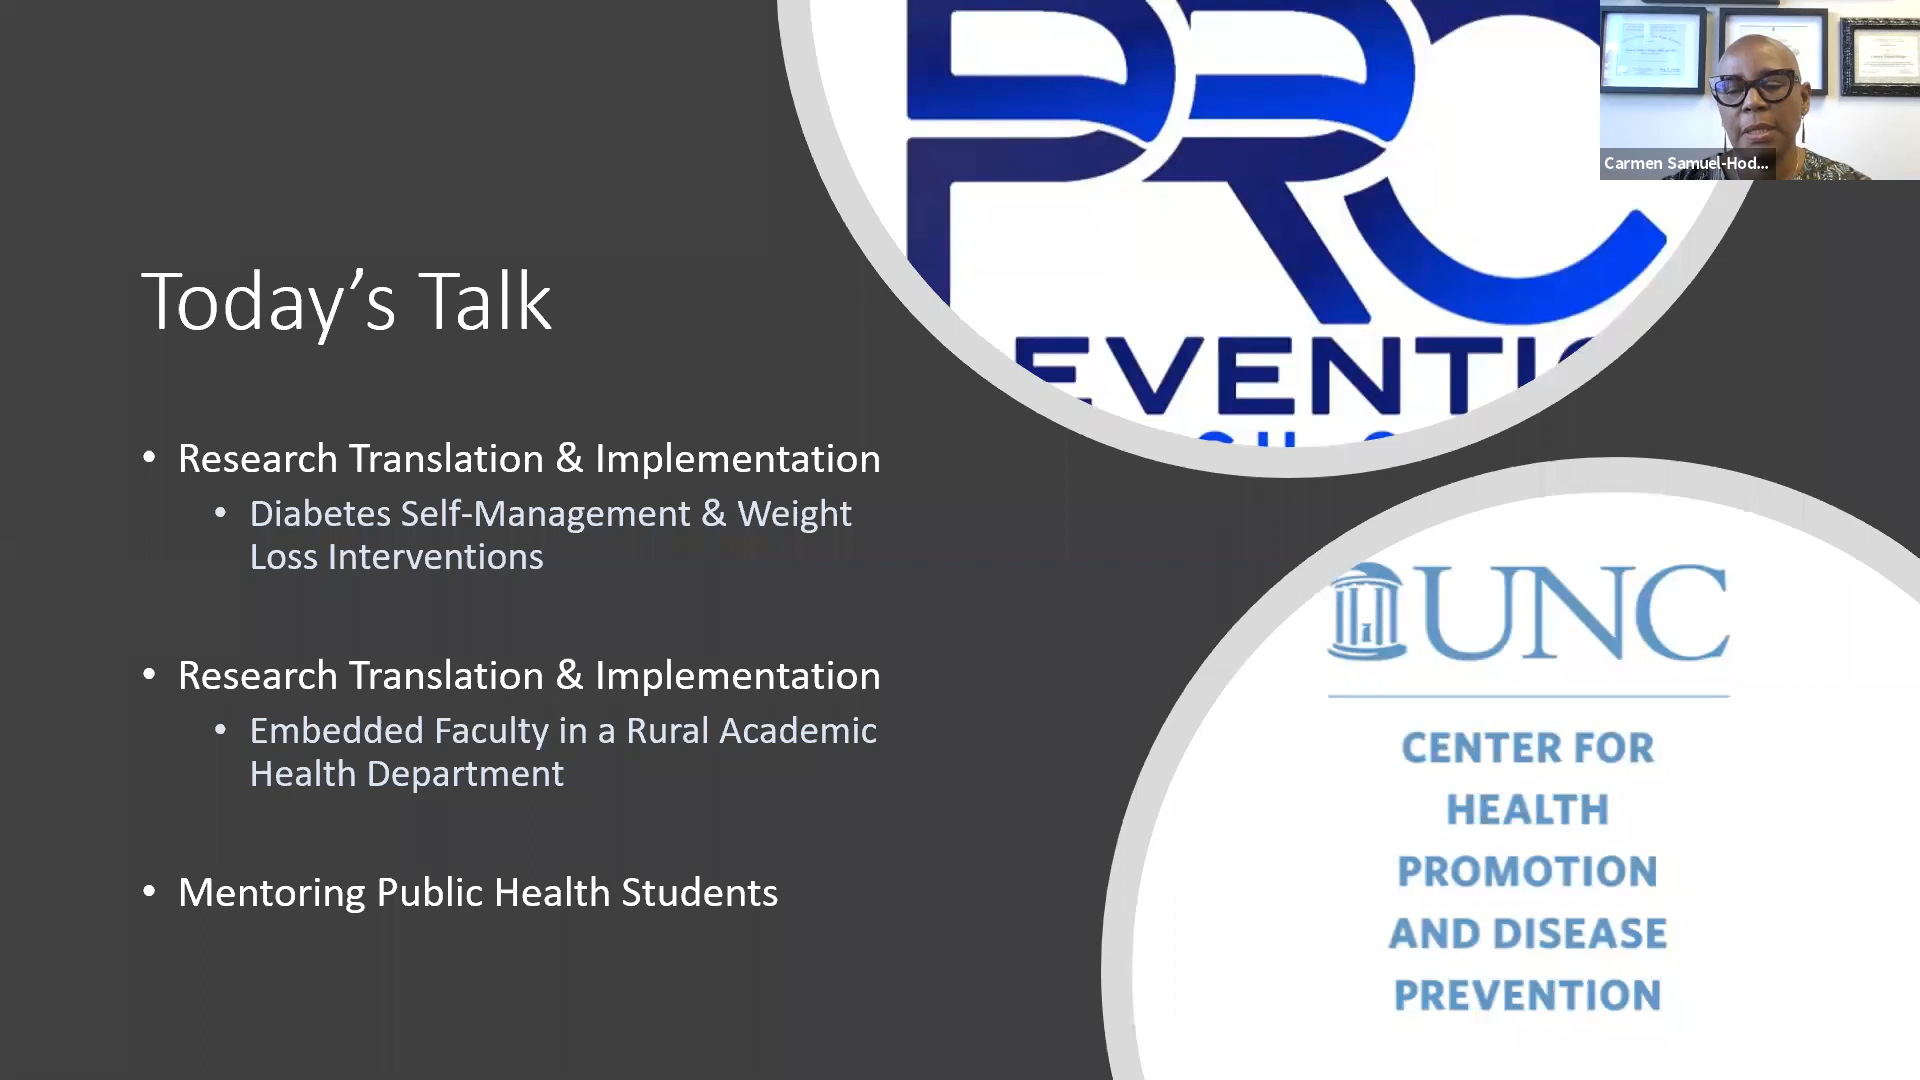 PRC
EVENTI
Carmen Samuel-Hod...
Today's Talk
• Research Translation & Implementation
• Diabetes Self-Management & Weight
Loss Interventions
• Research Translation & Implementation
• Embedded Faculty in a Rural Academic
Health Department
• Mentoring Public Health Students
UNC
CENTER FOR
HEALTH
PROMOTION
AND DISEASE
PREVENTION